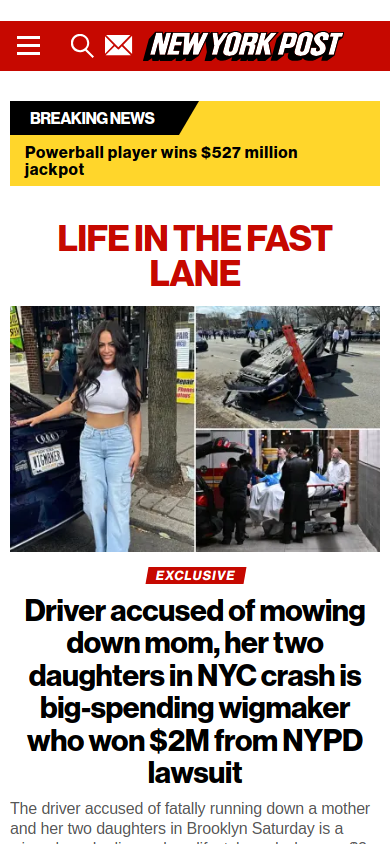 NEW YORK POST
BREAKING NEWS
Powerball player wins $527 million
jackpot
LIFE IN THE FAST
LANE
WIGMAKER
EXCLUSIVE
Driver accused of mowing
down mom, her two
daughters in NYC crash is
big-spending wigmaker
who won $2M from NYPD
lawsuit
The driver accused of fatally running down a mother
and her two daughters in Brooklyn Saturday is a